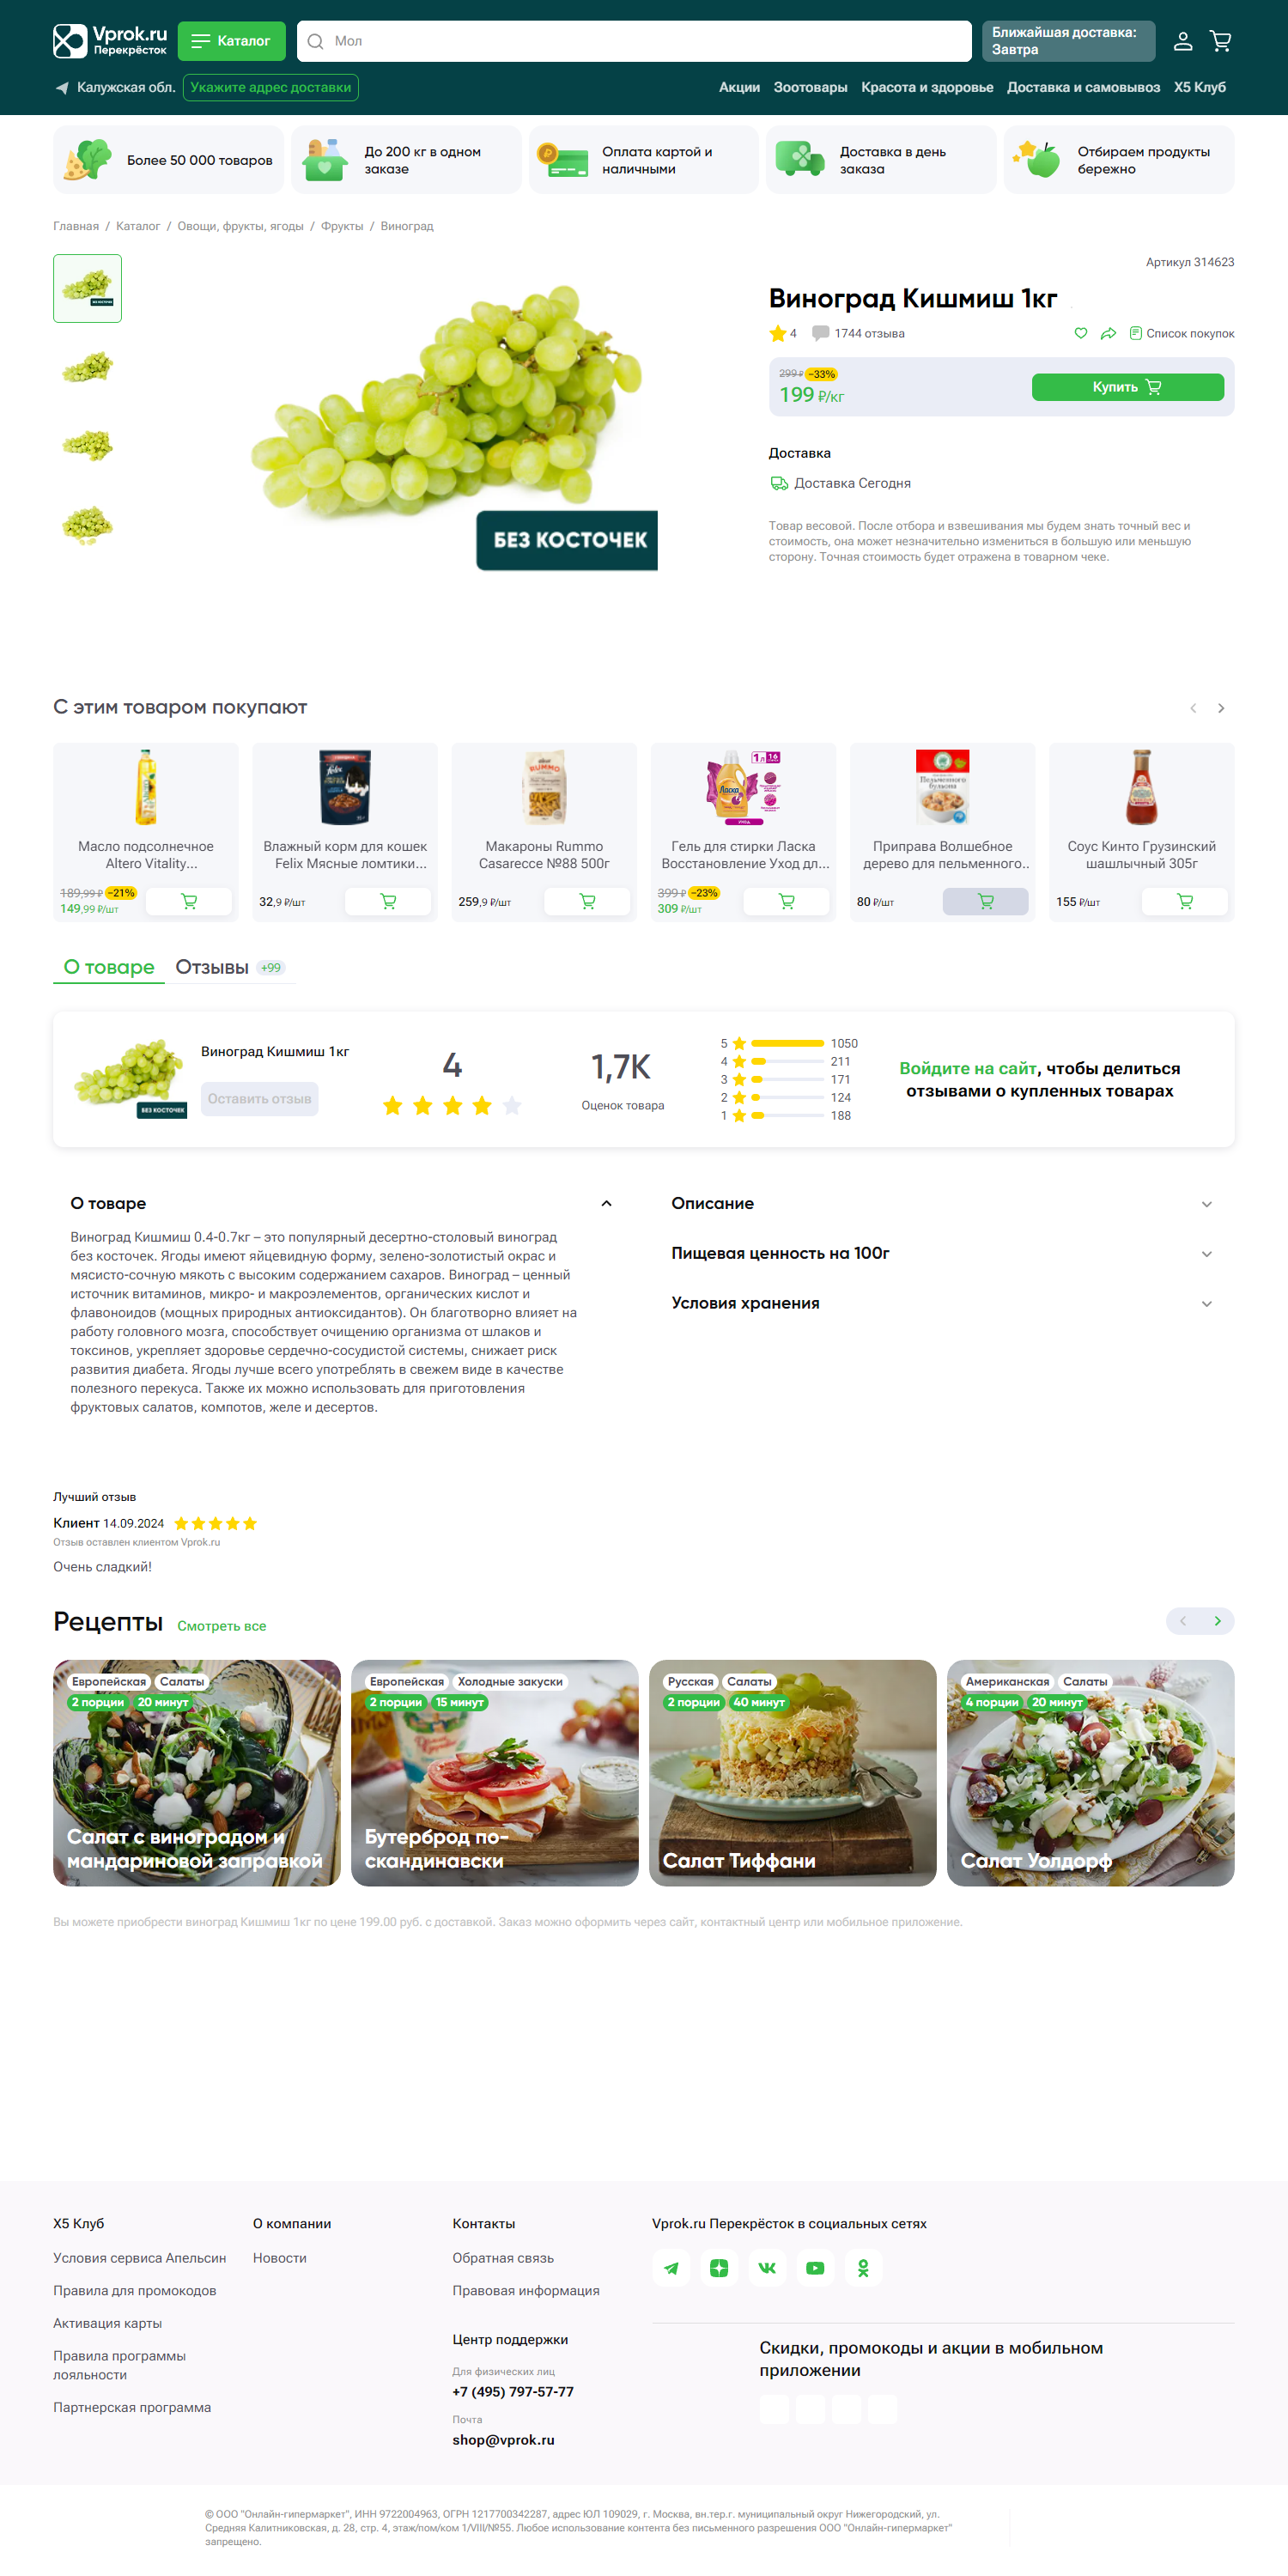 Vprok.ru
Перекрёсток
Каталог
Мол
Ближайшая доставка:
Завтра
Калужская обл.
Укажите адрес доставки
Акции
Зоотовары
Красота и здоровье
Доставка и самовывоз
Х5 Клуб
Более 50 000 товаров
До 200 кг в одном
заказе
Оплата картой и
наличными
Доставка в день
заказа
Отбираем продукты
бережно
Главная / Каталог / Овощи, фрукты, ягоды / Фрукты / Виноград
БЕЗ КОСТОЧЕК
БЕЗ КОСТОЧЕК
Артикул 314623
Виноград Кишмиш 1кг
4
1744 отзыва
Список покупок
299 ₽ −33%
199 ₽/кг
Купить
Доставка
Доставка Сегодня
Товар весовой. После отбора и взвешивания мы будем знать точный вес и
стоимость, она может незначительно измениться в большую или меньшую
сторону. Точная стоимость будет отражена в товарном чеке.
С этим товаром покупают
Масло подсолнечное
Altero Vitality...
189,99 ₽ −21%
149,99 ₽/шт
Felix
Влажный корм для кошек
Felix Мясные ломтики...
32,9 ₽/шт
RUMMO
Макароны Rummo
Casarecce №88 500г
259,9 ₽/шт
1л 16
Ласка
УХОД
Гель для стирки Ласка
Восстановление Уход дл...
399 ₽ −23%
309 ₽/шт
Пельменного
бульона
Приправа Волшебное
дерево для пельменного..
80 ₽/шт
Соус Кинто Грузинский
шашлычный 305г
155 ₽/шт
О товаре
Отзывы +99
БЕЗ КОСТОЧЕК
Виноград Кишмиш 1кг
Оставить отзыв
4
1,7K
Оценок товара
5 1050
4 211
3 171
2 124
1 188
Войдите на сайт, чтобы делиться
отзывами о купленных товарах
О товаре
Виноград Кишмиш 0.4-0.7кг – это популярный десертно-столовый виноград
без косточек. Ягоды имеют яйцевидную форму, зелено-золотистый окрас и
мясисто-сочную мякоть с высоким содержанием сахаров. Виноград – ценный
источник витаминов, микро- и макроэлементов, органических кислот и
флавоноидов (мощных природных антиоксидантов). Он благотворно влияет на
работу головного мозга, способствует очищению организма от шлаков и
токсинов, укрепляет здоровье сердечно-сосудистой системы, снижает риск
развития диабета. Ягоды лучше всего употреблять в свежем виде в качестве
полезного перекуса. Также их можно использовать для приготовления
фруктовых салатов, компотов, желе и десертов.
Описание
Пищевая ценность на 100г
Условия хранения
Лучший отзыв
Клиент 14.09.2024
Отзыв оставлен клиентом Vprok.ru
Очень сладкий!
Рецепты
Смотреть все
Европейская Салаты
2 порции 20 минут
Салат с виноградом и
мандариновой заправкой
Европейская Холодные закуски
2 порции 15 минут
Бутерброд по-
скандинавски
Русская Салаты
2 порции 40 минут
Салат Тиффани
Американская Салаты
4 порции 20 минут
Салат Уолдорф
Вы можете приобрести виноград Кишмиш 1кг по цене 199.00 руб. с доставкой. Заказ можно оформить через сайт, контактный центр или мобильное приложение.
Х5 Клуб
Условия сервиса Апельсин
Правила для промокодов
Активация карты
Правила программы
лояльности
Партнерская программа
О компании
Новости
Контакты
Обратная связь
Правовая информация
Центр поддержки
Для физических лиц
+7 (495) 797-57-77
Почта
shop@vprok.ru
Vprok.ru Перекрёсток в социальных сетях
Скидки, промокоды и акции в мобильном
приложении
© ООО "Онлайн-гипермаркет", ИНН 9722004963, ОГРН 1217700342287, адрес ЮЛ 109029, г. Москва, вн.тер.г. муниципальный округ Нижегородский, ул.
Средняя Калитниковская, д. 28, стр. 4, этаж/пом/ком 1/VIII/№55. Любое использование контента без письменного разрешения ООО "Онлайн-гипермаркет"
запрещено.